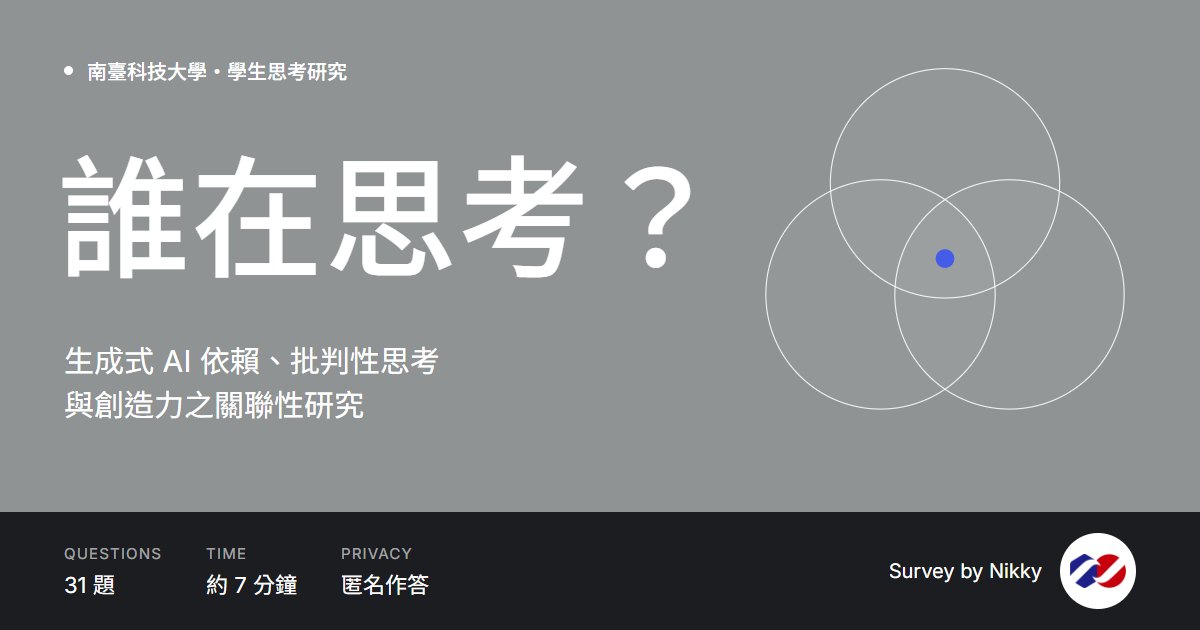 南臺科技大學・學生思考研究
誰在思考？
生成式 AI 依賴、批判性思考
與創造力之關聯性研究
QUESTIONS
31 題
TIME
約 7 分鐘
PRIVACY
匿名作答
Survey by Nikky